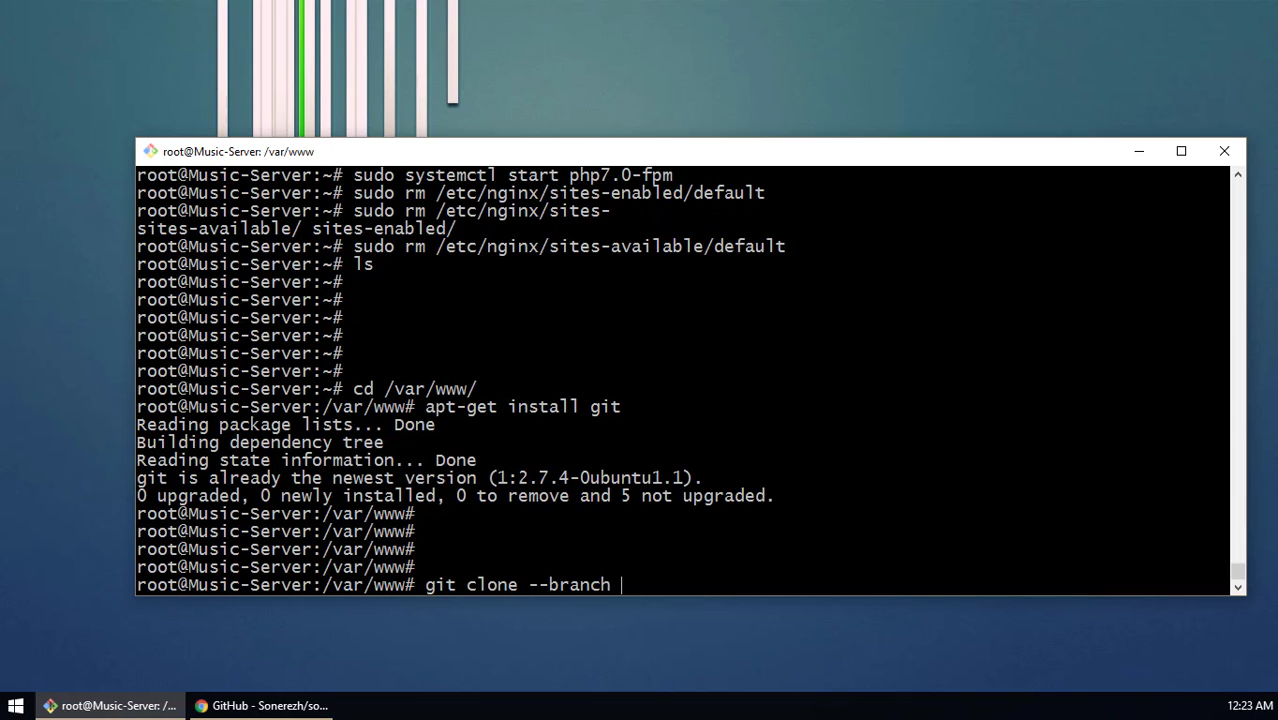 root@Music-Server: /var/www
root@Music-Server:~# sudo systemctl start php7.0-fpm
root@Music-Server:~# sudo rm /etc/nginx/sites-enabled/default
root@Music-Server:~# sudo rm /etc/nginx/sites-
sites-available/ sites-enabled/
root@Music-Server:~# sudo rm /etc/nginx/sites-available/default
root@Music-Server:~# ls
root@Music-Server:~#
root@Music-Server:~#
root@Music-Server:~#
root@Music-Server:~#
root@Music-Server:~#
root@Music-Server:~#
root@Music-Server:~# cd /var/www/
root@Music-Server:/var/www# apt-get install git
Reading package lists... Done
Building dependency tree
Reading state information... Done
git is already the newest version (1:2.7.4-0ubuntu1.1).
0 upgraded, 0 newly installed, 0 to remove and 5 not upgraded.
root@Music-Server:/var/www#
root@Music-Server:/var/www#
root@Music-Server:/var/www#
root@Music-Server:/var/www#
root@Music-Server:/var/www# git clone --branch
root@Music-Server: /...
GitHub - Sonerezh/so...
12:23 AM